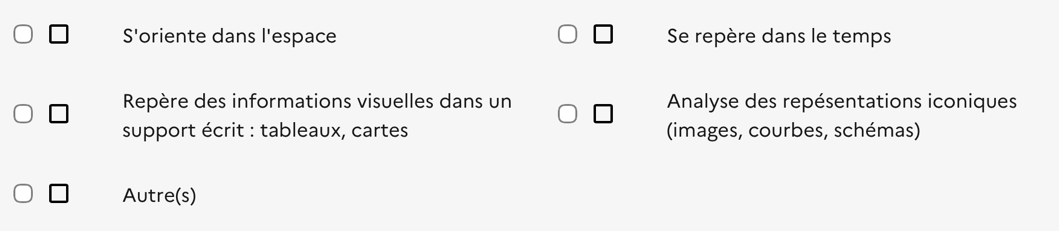 S'oriente dans l'espace
Se repère dans le temps
Repère des informations visuelles dans un
support écrit : tableaux, cartes
Analyse des repésentations iconiques
(images, courbes, schémas)
Autre(s)